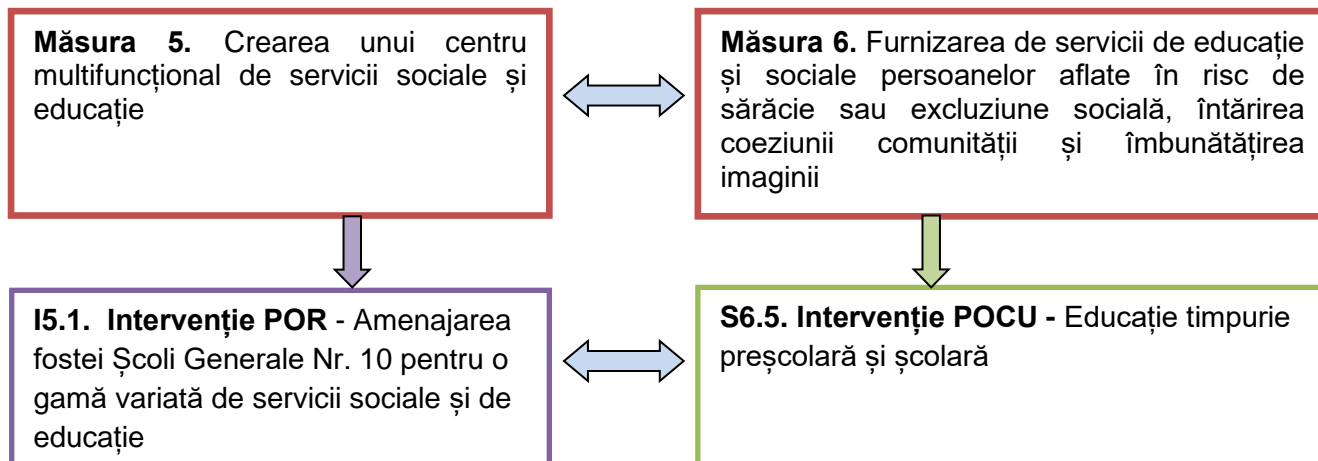 Măsura 5. Crearea unui centru
multifuncțional de servicii sociale și
educație
Măsura 6. Furnizarea de servicii de educație
și sociale persoanelor aflate în risc de
sărăcie sau excluziune socială, întărirea
coeziunii comunității și îmbunătățirea
imaginii
I5.1. Intervenție POR - Amenajarea
fostei Școli Generale Nr. 10 pentru o
gamă variată de servicii sociale și de
educație
S6.5. Intervenție POCU - Educație timpurie
preșcolară și școlară